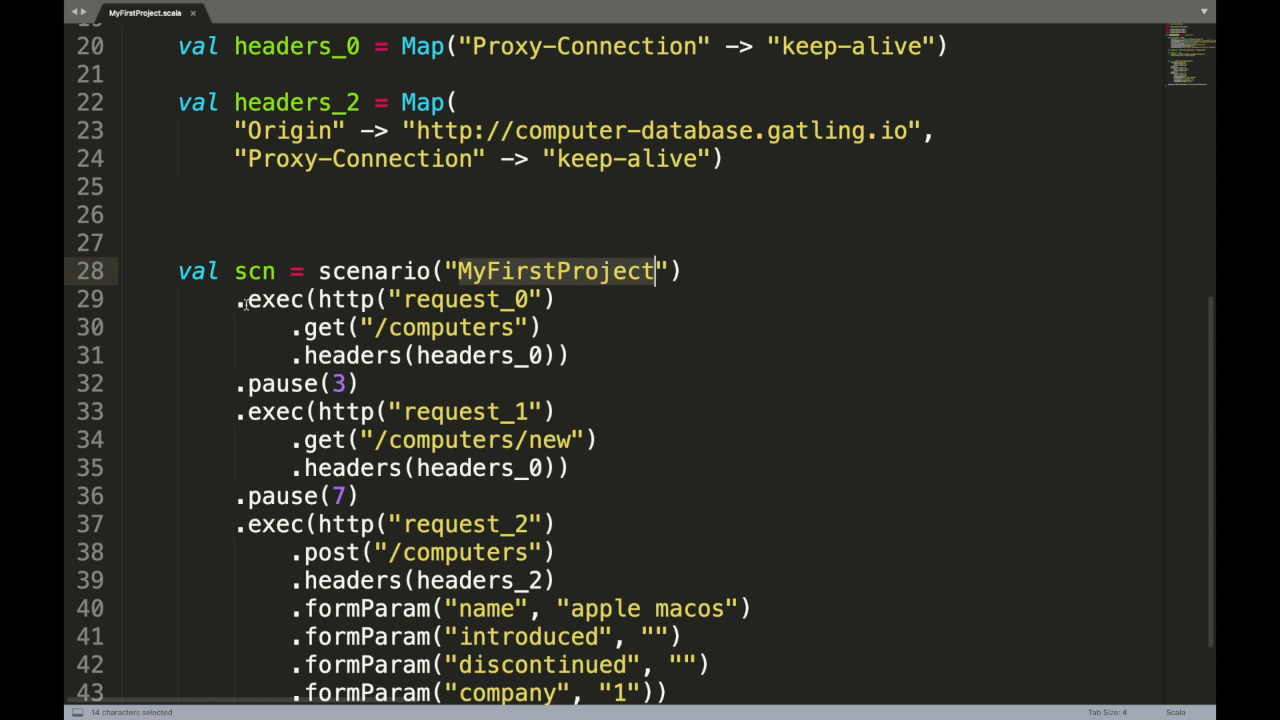 MyFirstProject.scala ×
20 val headers_0 = Map("Proxy-Connection" -> "keep-alive")
21
22 val headers_2 = Map(
23 "Origin" -> "http://computer-database.gatling.io",
24 "Proxy-Connection" -> "keep-alive")
25
26
27
28 val scn = scenario("MyFirstProject")
29 .exec(http("request_0")
30 .get("/computers")
31 .headers(headers_0))
32 .pause(3)
33 .exec(http("request_1")
34 .get("/computers/new")
35 .headers(headers_0))
36 .pause(7)
37 .exec(http("request_2")
38 .post("/computers")
39 .headers(headers_2)
40 .formParam("name", "apple macos")
41 .formParam("introduced", "")
42 .formParam("discontinued", "")
43 .formParam("company", "1"))
14 characters selected Tab Size: 4 Scala